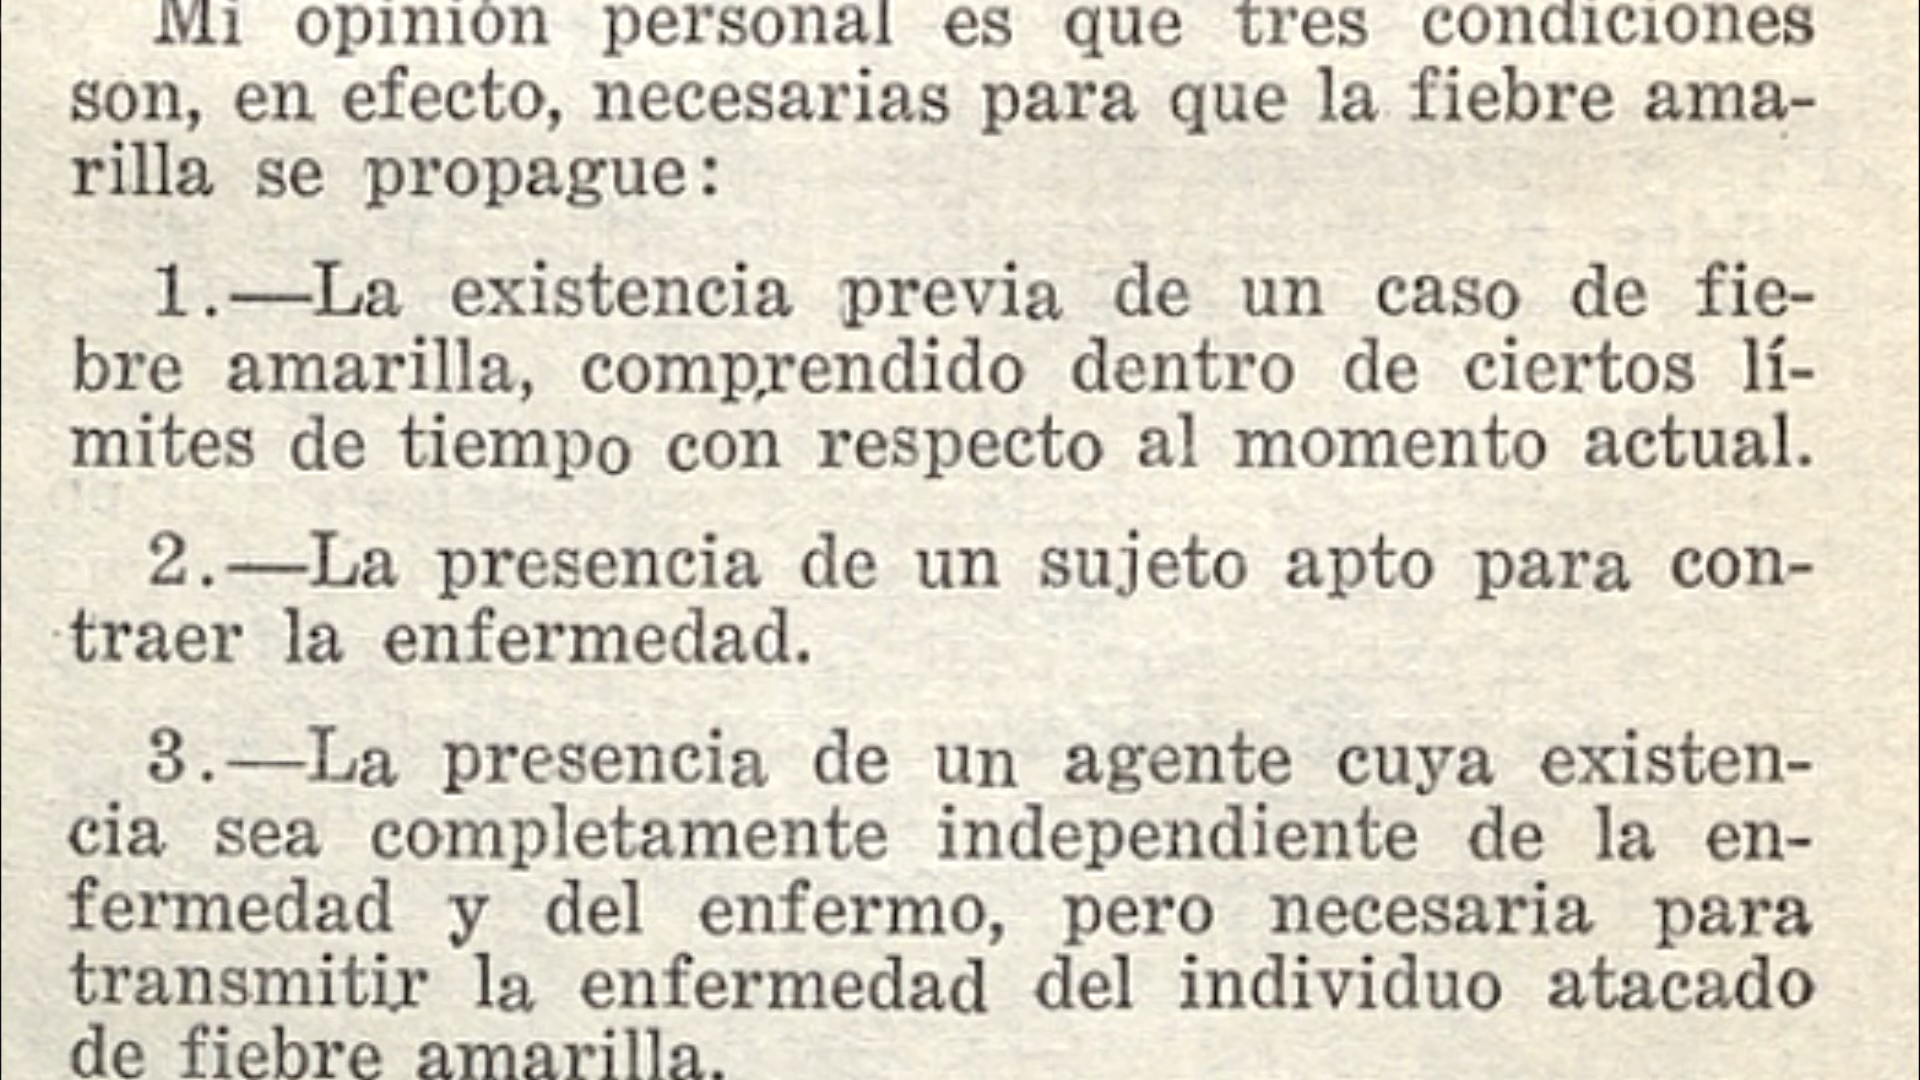 Mi opinión personal es que tres condiciones
son, en efecto, necesarias para que la fiebre ama-
rilla se propague:
1.—La existencia previa de un caso de fie-
bre amarilla, comprendido dentro de ciertos lí-
mites de tiempo con respecto al momento actual.
2.—La presencia de un sujeto apto para con-
traer la enfermedad.
3.—La presencia de un agente cuya existen-
cia sea completamente independiente de la en-
fermedad y del enfermo, pero necesaria para
transmitir la enfermedad del individuo atacado
de fiebre amarilla.